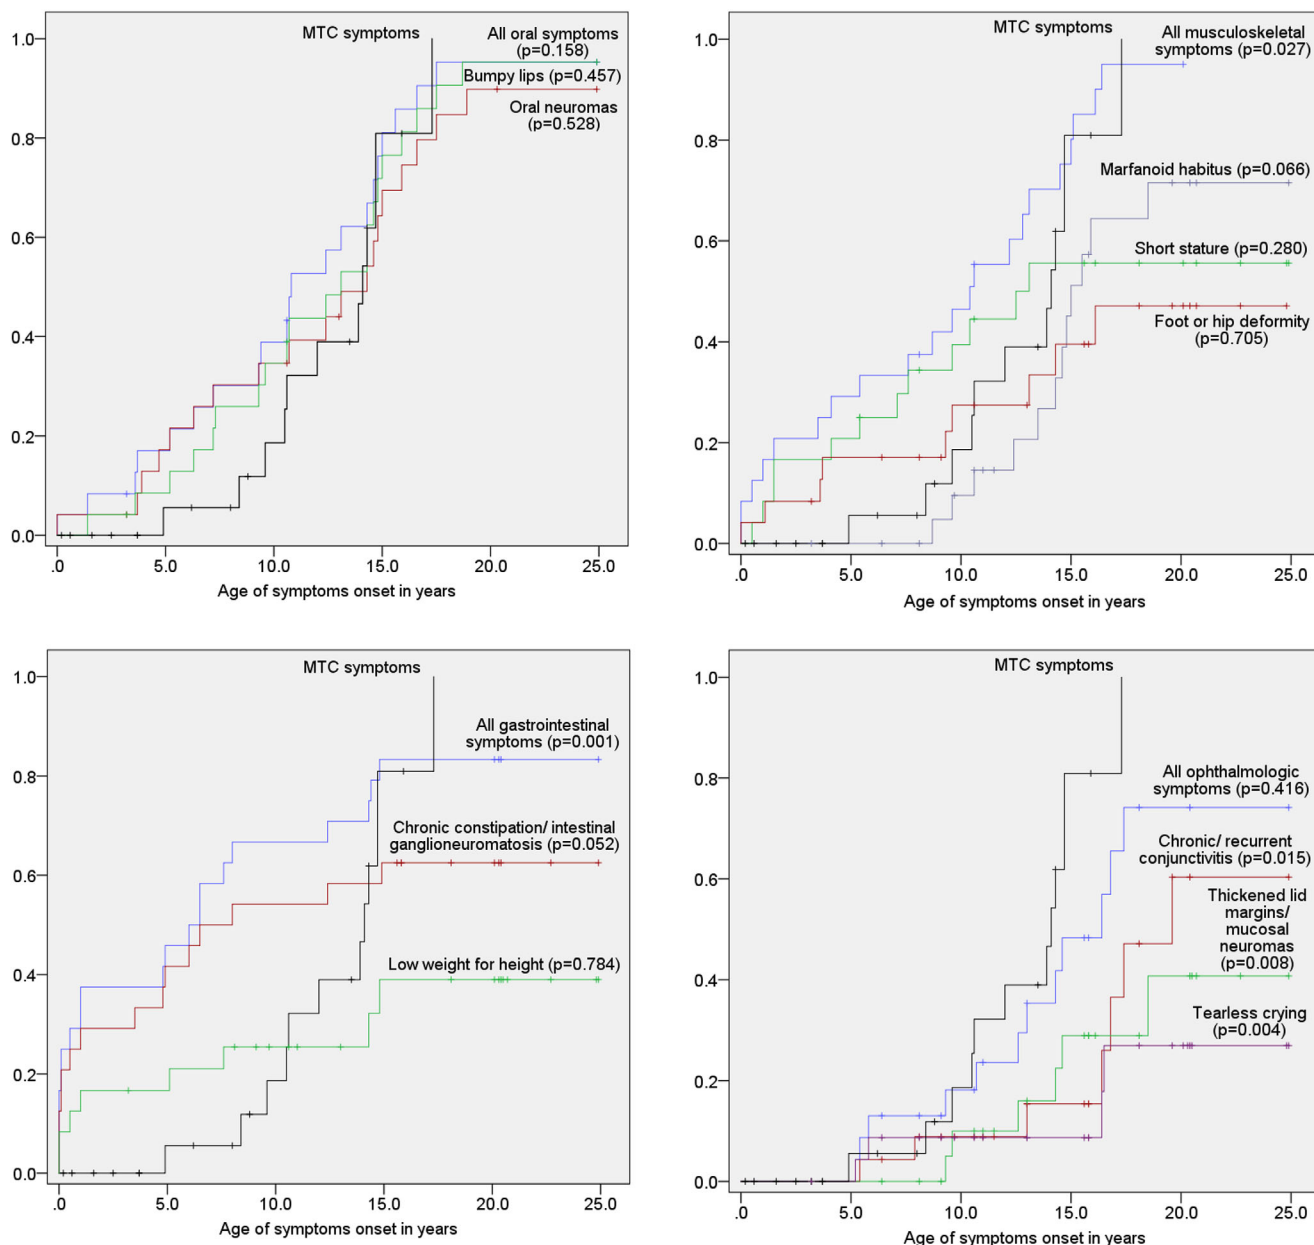 MTC symptoms
All oral symptoms
(p=0.158)
Bumpy lips (p=0.457)
Oral neuromas
(p=0.528)
1.0
0.8
0.6
0.4
0.2
0.0
.0 5.0 10.0 15.0 20.0 25.0
Age of symptoms onset in years
MTC symptoms
All musculoskeletal
symptoms (p=0.027)
Marfanoid habitus (p=0.066)
Short stature (p=0.280)
Foot or hip deformity
(p=0.705)
1.0
0.8
0.6
0.4
0.2
0.0
.0 5.0 10.0 15.0 20.0 25.0
Age of symptoms onset in years
MTC symptoms
All gastrointestinal
symptoms (p=0.001)
Chronic constipation/ intestinal
ganglioneuromatosis (p=0.052)
Low weight for height (p=0.784)
1.0
0.8
0.6
0.4
0.2
0.0
.0 5.0 10.0 15.0 20.0 25.0
Age of symptoms onset in years
MTC symptoms
All ophthalmologic
symptoms (p=0.416)
Chronic/ recurrent
conjunctivitis (p=0.015)
Thickened lid
margins/
mucosal
neuromas
(p=0.008)
Tearless crying
(p=0.004)
1.0
0.8
0.6
0.4
0.2
0.0
.0 5.0 10.0 15.0 20.0 25.0
Age of symptoms onset in years